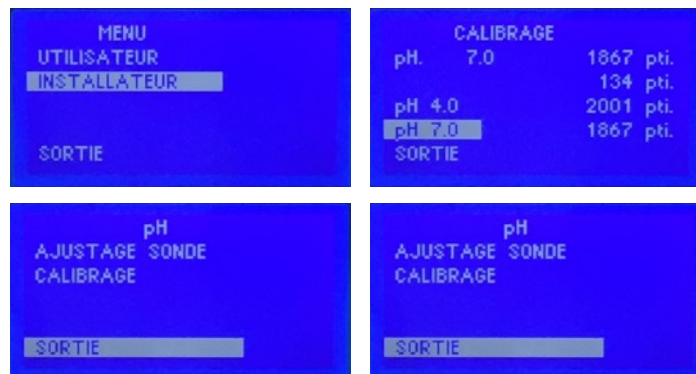 MENU
UTILISATEUR
INSTALLATEUR
SORTIE
CALIBRAGE
pH. 7.0 1867 pti.
134 pti.
pH 4.0 2001 pti.
pH 7.0 1867 pti.
SORTIE
pH
AJUSTAGE SONDE
CALIBRAGE
SORTIE
pH
AJUSTAGE SONDE
CALIBRAGE
SORTIE